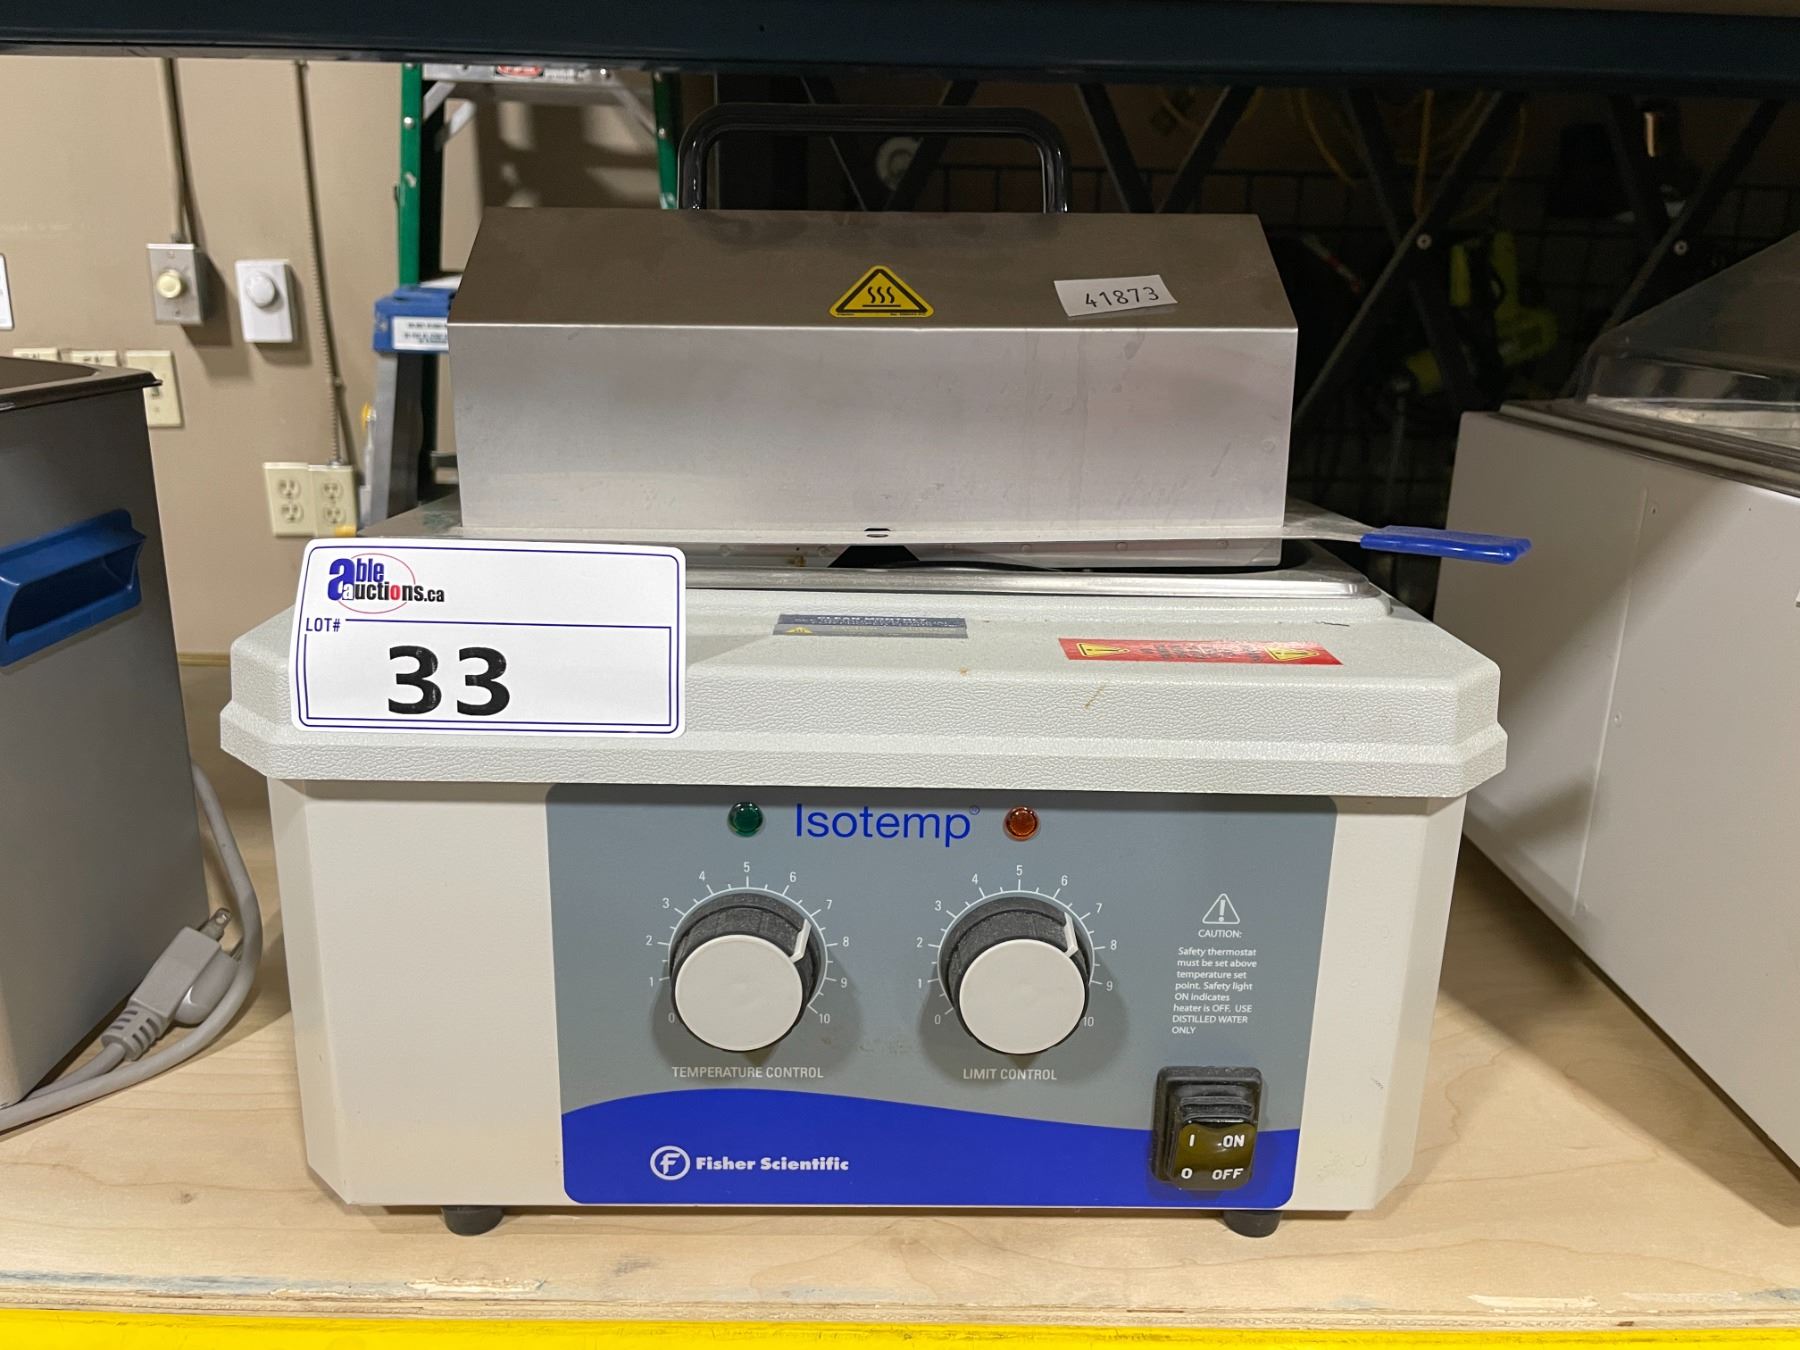 41873
able
auctions.ca
LOT#
33
CLEAN MONTHLY
Isotemp®
0 1 2 3 4 5 6 7 8 9 10
0 1 2 3 4 5 6 7 8 9 10
TEMPERATURE CONTROL
LIMIT CONTROL
CAUTION:
Safety thermostat
must be set above
temperature set
point. Safety light
ON indicates
heater is OFF. USE
DISTILLED WATER
ONLY
I ON
O OFF
F Fisher Scientific